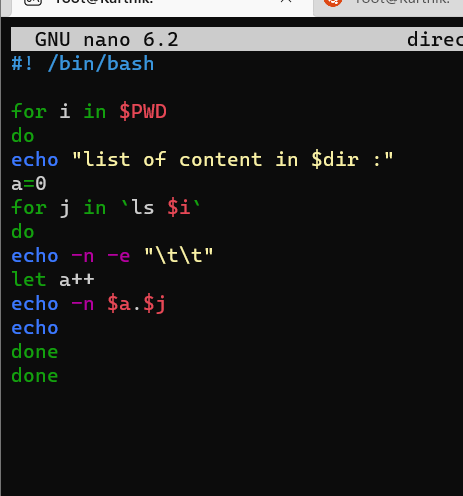 root@Karthik:
root@Karthik:
GNU nano 6.2 direc
#! /bin/bash
for i in $PWD
do
echo "list of content in $dir :"
a=0
for j in `ls $i`
do
echo -n -e "\t\t"
let a++
echo -n $a.$j
echo
done
done